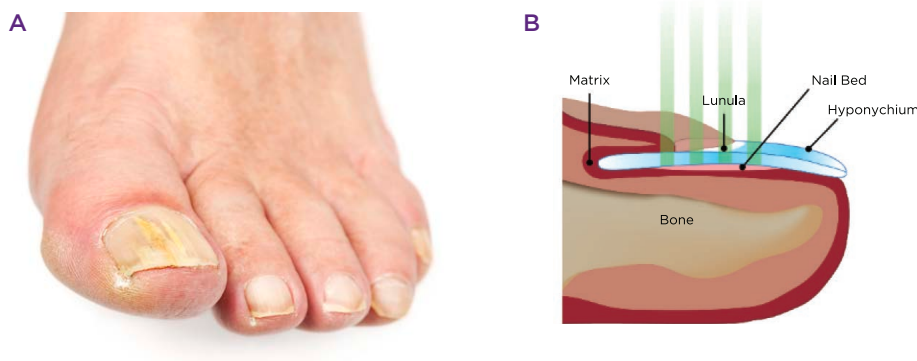 A
B
Matrix
Lunula
Nail Bed
Hyponychium
Bone